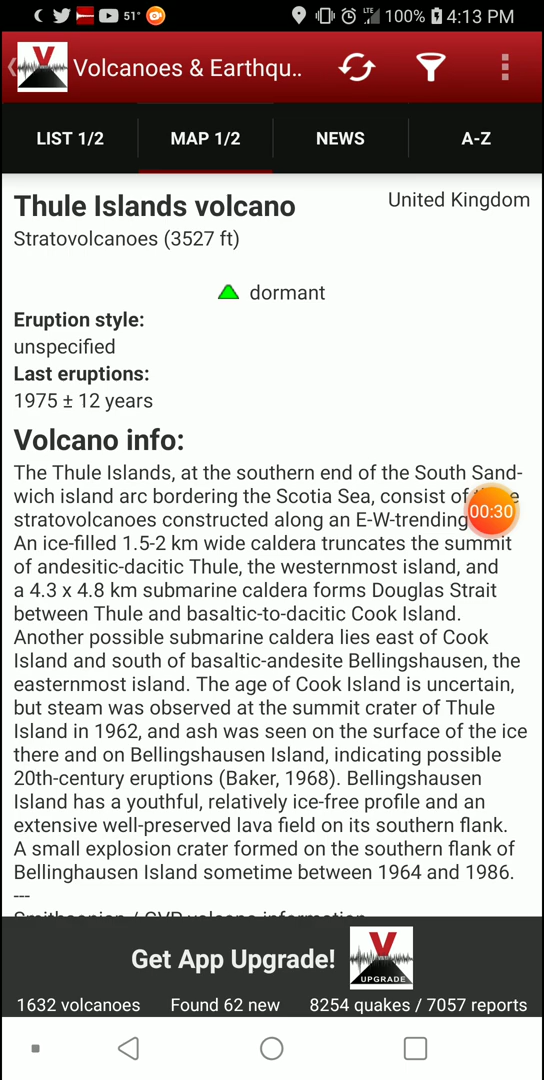 51° LTE 100% 4:13 PM
V Volcanoes & Earthqu..
LIST 1/2 MAP 1/2 NEWS A-Z
Thule Islands volcano United Kingdom
Stratovolcanoes (3527 ft)
dormant
Eruption style:
unspecified
Last eruptions:
1975 ± 12 years
Volcano info:
The Thule Islands, at the southern end of the South Sand-
wich island arc bordering the Scotia Sea, consist of
stratovolcanoes constructed along an E-W-trending
00:30
An ice-filled 1.5-2 km wide caldera truncates the summit
of andesitic-dacitic Thule, the westernmost island, and
a 4.3 x 4.8 km submarine caldera forms Douglas Strait
between Thule and basaltic-to-dacitic Cook Island.
Another possible submarine caldera lies east of Cook
Island and south of basaltic-andesite Bellingshausen, the
easternmost island. The age of Cook Island is uncertain,
but steam was observed at the summit crater of Thule
Island in 1962, and ash was seen on the surface of the ice
there and on Bellingshausen Island, indicating possible
20th-century eruptions (Baker, 1968). Bellingshausen
Island has a youthful, relatively ice-free profile and an
extensive well-preserved lava field on its southern flank.
A small explosion crater formed on the southern flank of
Bellinghausen Island sometime between 1964 and 1986.
---
Smithsonian / GVP volcano information
Get App Upgrade! V UPGRADE
1632 volcanoes Found 62 new 8254 quakes / 7057 reports